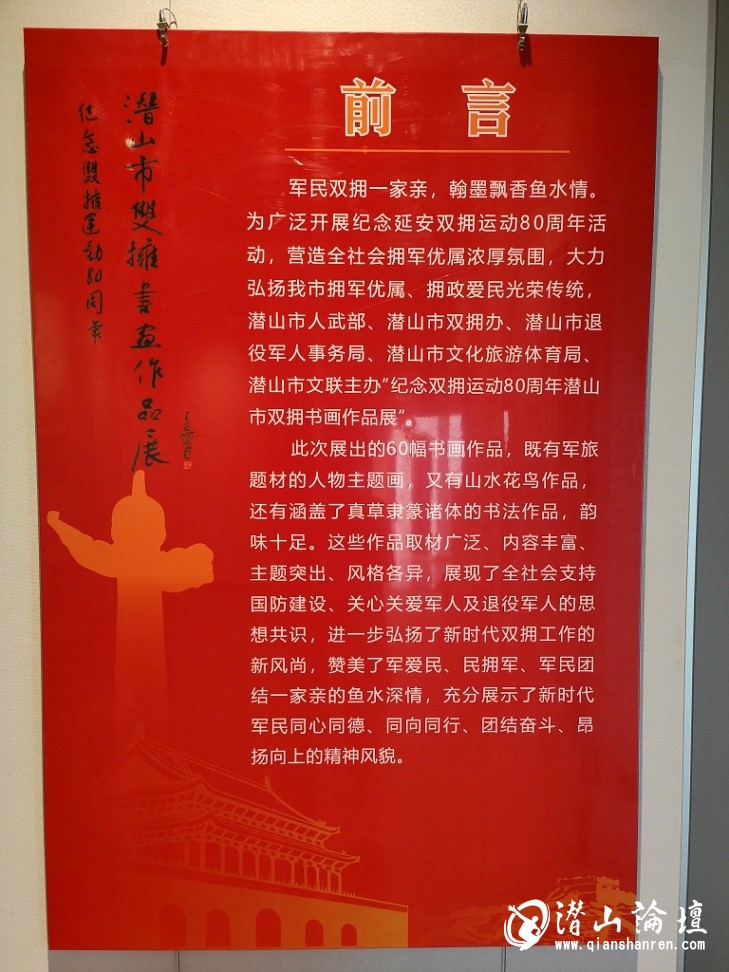 前言
军民双拥一家亲，翰墨飘香鱼水情。
为广泛开展纪念延安双拥运动80周年活
动，营造全社会拥军优属浓厚氛围，大力
弘扬我市拥军优属、拥政爱民光荣传统，
潜山市人武部、潜山市双拥办、潜山市退
役军人事务局、潜山市文化旅游体育局、
潜山市文联主办“纪念双拥运动80周年潜山
市双拥书画作品展”。
此次展出的60幅书画作品，既有军旅
题材的人物主题画，又有山水花鸟作品，
还有涵盖了真草隶篆诸体的书法作品，韵
味十足。这些作品取材广泛、内容丰富、
主题突出、风格各异，展现了全社会支持
国防建设、关心关爱军人及退役军人的思
想共识，进一步弘扬了新时代双拥工作的
新风尚，赞美了军爱民、民拥军、军民团
结一家亲的鱼水深情，充分展示了新时代
军民同心同德、同向同行、团结奋斗、昂
扬向上的精神风貌。
潛山市雙擁書画作品展
纪念雙擁運动80周年
潜山論壇
www.qianshanren.com